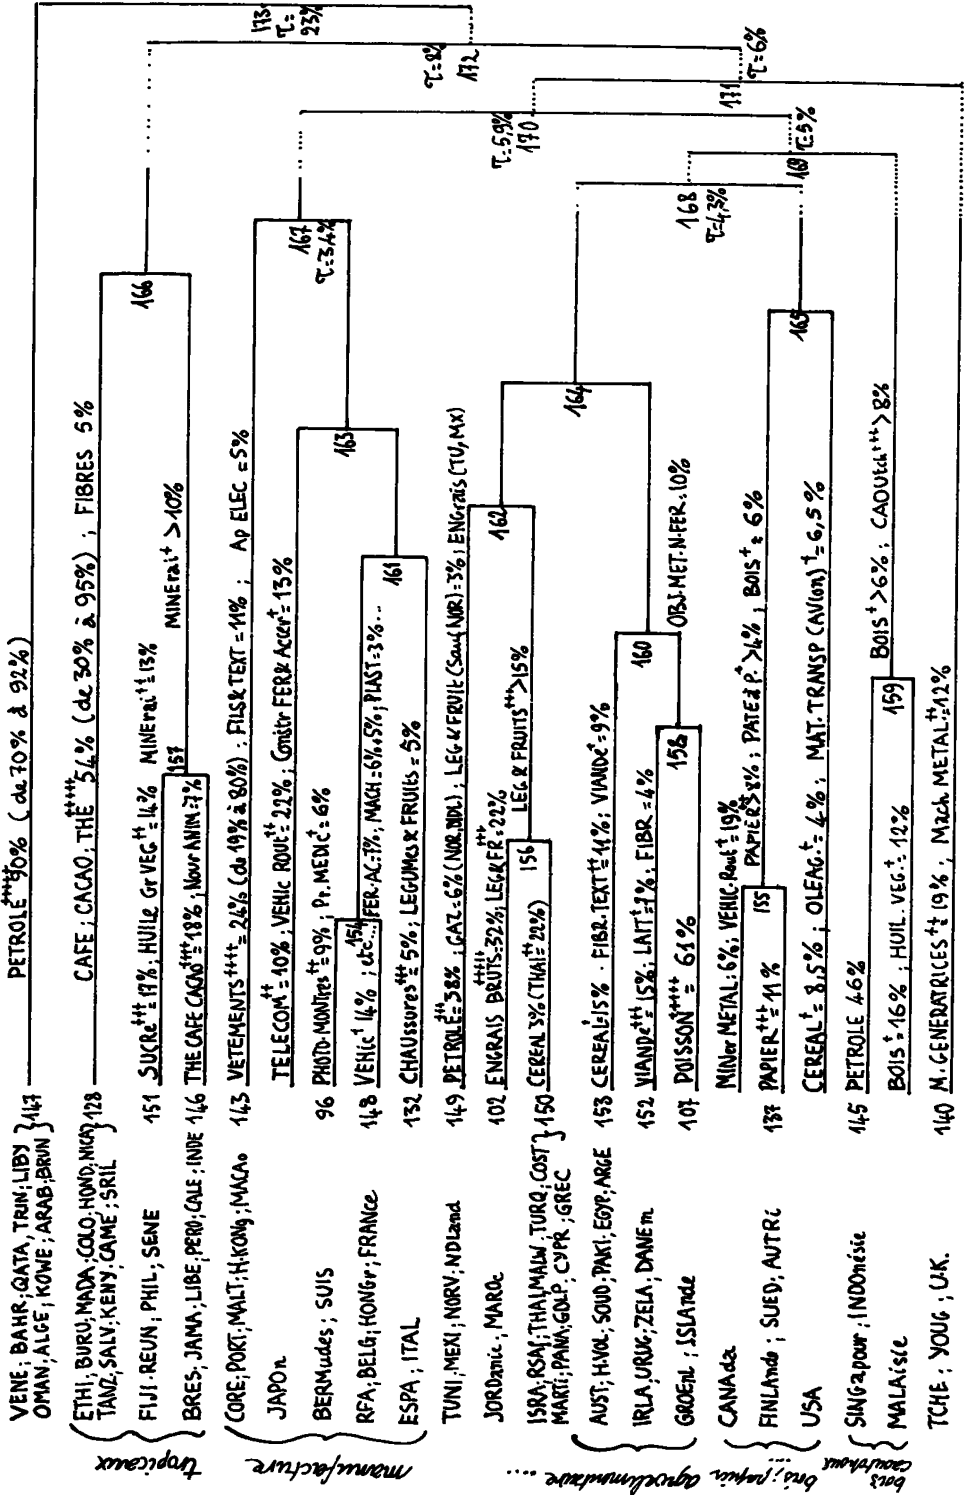 VENE; BAHR; QATA; TRIN; LIBY
OMAN; ALGE; KOWE; ARAB; BRUN }147
PETROLE++++ 90% (de 70% à 92%)
ETHI; BURU; MADA; COLO; HOND; NICA
TANZ; SALV; KENY; CAME; SRIL }128
CAFE; CACAO; THE+++++ 54% (de 30% à 95%); FIBRES 5%
FIJI; REUN; PHIL; SENE 151
SUCRe+++ = 17%; HUILe Gr VEG++ = 14% MINErai++ = 13%
BRES; JAMA; LIBE; PERO; CALE; INDE 146
THE CAFE CACAO+++ = 18%; Nour ANIM = 7%
157
MINErai+ > 10%
166
tropicaux
CORE; PORT; MALT; H-KONG; MACAo 143
VETEMENTS++++ = 24% (de 19% à 80%); FILS & TEXT = 11%; Ap ELEC = 5%
JAPOn
TELECOM++ = 10%; VEHIC ROUl++ = 22%; Constr FER & Acier+ = 13%
BERMudes; SUIS 96
PHOTO-MONTres++ = 9%; Pr. MEDIC+ = 6%
RFA; BELG; HONGr; FRANCe 148
VEHIc+ 14%; etc...
154
FER-AC = 7%; MACH = 6%, 5%; PLAST = 3%...
ESPA, ITAL 132
CHAUSSures+++ = 5%; LEGUMes & FRUITs = 5%
161
163
167
τ = 3,4%
manufacture
TUNI; MEXI; NORV; NDland 149
PETROLE+++ = 38%; GAZ = 6% (NOR, NDL); LEG & FRUIt (Sauf NOR) = 3%; ENGrais (TU, MX)
JORDanie; MAROc 102
ENGRAIS BRUTS+++++ = 32%; LEG & FR+++ = 22%
ISRA; RSA; THAI; MALW; TURQ; COST
MARTI; PANA; GDLP; CYPR; GREC }150
CEREAL 3% (THAI++ = 22%)
156
LEG & FRUITS+++ > 15%
162
AUST; H.VOL; SOUD; PAKI; EGYP; ARGE 153
CEREAL+ = 15% · FIBR. TEXT++ = 11%; VIANDe+ = 9%
IRLA; URUG; ZELA; DANEm 152
VIANDe+++ = 15%; LAIT+ = 7%; FIBR = 4%
GROEnl; ISLAnde 107
POISSON+++++ = 61%
158
OBJ. MET. N-FER. 10%
160
164
agroalimentaire ....
CANAda
MINer METAL: 6%; VEHIC-Roul+ = 19%
FINLAnde; SUED; AUTRi 137
PAPIER+++ = 11%
155
PAPIER > 8%; PATE à P.+ > 4%; BOIS+ = 6%
USA
CEREAL+ = 8,5%; OLEAG.+ = 4%; MAT. TRANSP (AVIon)+ = 6,5%
165
bois; papier
...
SINGapour; INDOnésie 145
PETROLE 46%
MALAISIe
BOIS+ = 16%; HUIL. VEG.+ = 12%
159
BOIS+ > 6%; CAOUtch+++ > 8%
bois
caoutchouc
TCHE; YOUG; U.K. 140
M. GENERATRICES++ = 19%; Mach METAL++ = 12%
168
τ = 4,3%
169
τ = 5%
170
τ = 5,9%
171
τ = 6%
172
τ = 8%
173
τ =
23%